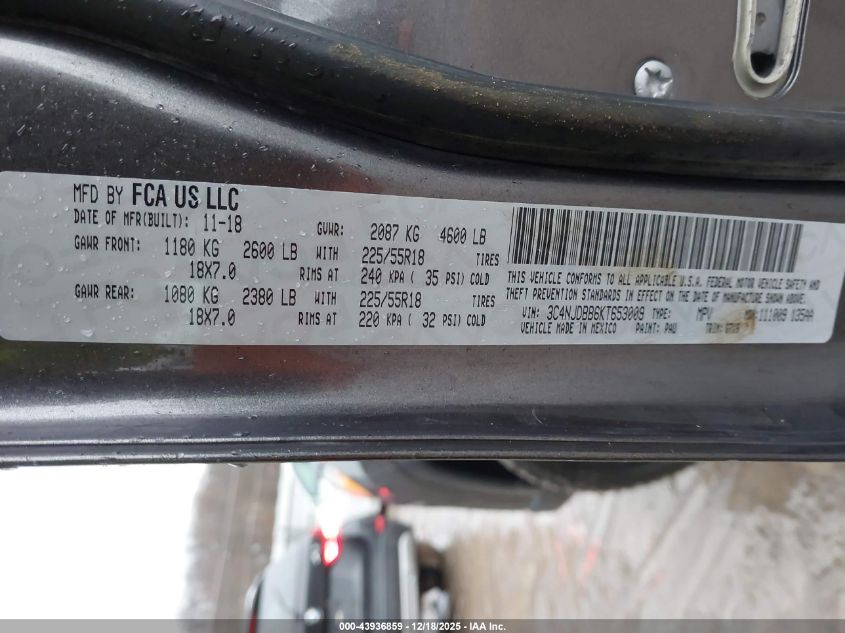 MFD BY FCA US LLC
DATE OF MFR(BUILT): 11-18 GVWR: 2087 KG 4600 LB
GAWR FRONT: 1180 KG 2600 LB WITH 225/55R18 TIRES
18X7.0 RIMS AT 240 KPA ( 35 PSI) COLD
GAWR REAR: 1080 KG 2380 LB WITH 225/55R18 TIRES
18X7.0 RIMS AT 220 KPA ( 32 PSI) COLD
THIS VEHICLE CONFORMS TO ALL APPLICABLE U.S.A. FEDERAL MOTOR VEHICLE SAFETY AND
THEFT PREVENTION STANDARDS IN EFFECT ON THE DATE OF MANUFACTURE SHOWN ABOVE.
VIN: 3C4NJDBB6KT653009 TYPE: MPV 111009 135AA
VEHICLE MADE IN MEXICO PAINT: PAU TRIM:
000-43936859 - 12/18/2025 - © IAA Inc.